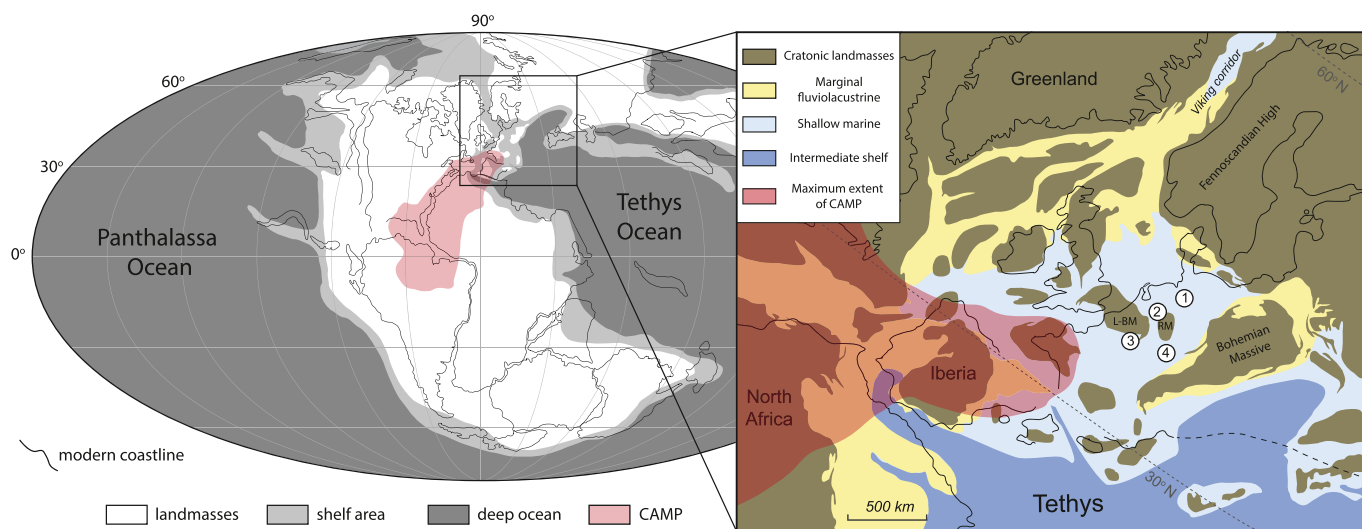 90°
60°
30°
0°
Panthalassa
Ocean
Tethys
Ocean
modern coastline
landmasses
shelf area
deep ocean
CAMP
Cratonic landmasses
Marginal
fluviolacustrine
Shallow marine
Intermediate shelf
Maximum extent
of CAMP
Greenland
Viking corridor
60°N
Fennoscandian High
1
2
L-BM
RM
3
4
Bohemian
Massive
Iberia
North
Africa
30°N
Tethys
500 km